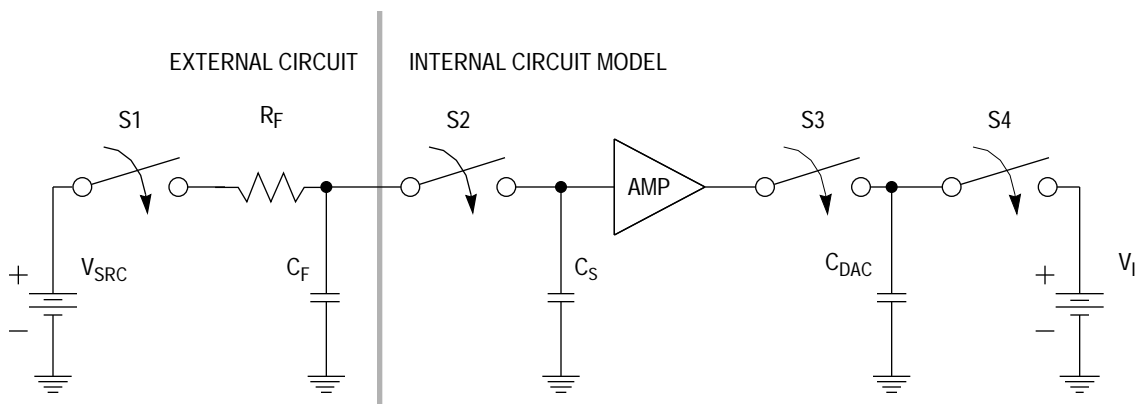 EXTERNAL CIRCUIT
INTERNAL CIRCUIT MODEL
S1
RF
S2
AMP
S3
S4
+
VSRC
−
CF
CS
CDAC
+
VI
−